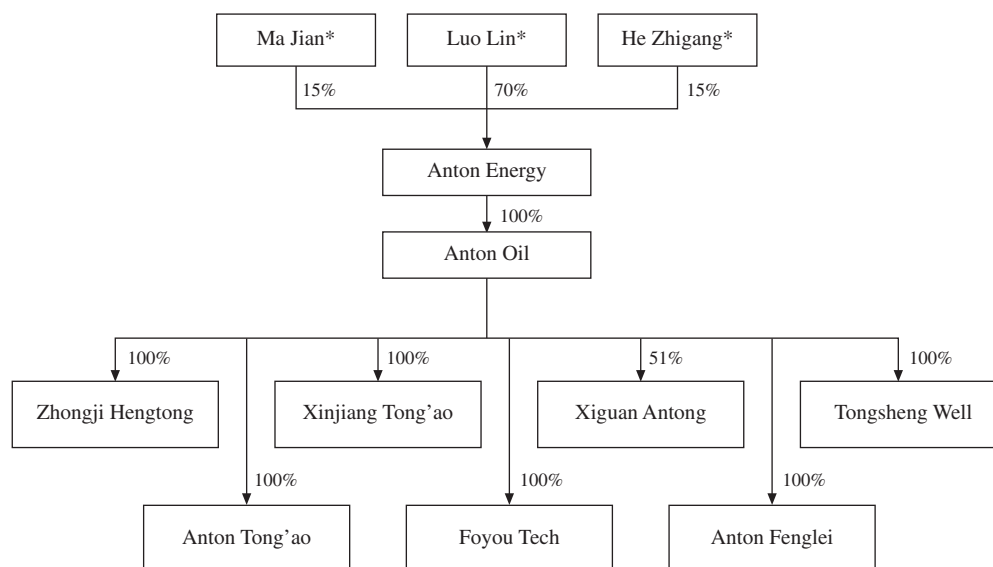 Ma Jian*
Luo Lin*
He Zhigang*
15%
70%
15%
Anton Energy
100%
Anton Oil
100%
100%
51%
100%
Zhongji Hengtong
Xinjiang Tong’ao
Xiguan Antong
Tongsheng Well
100%
100%
100%
Anton Tong’ao
Foyou Tech
Anton Fenglei